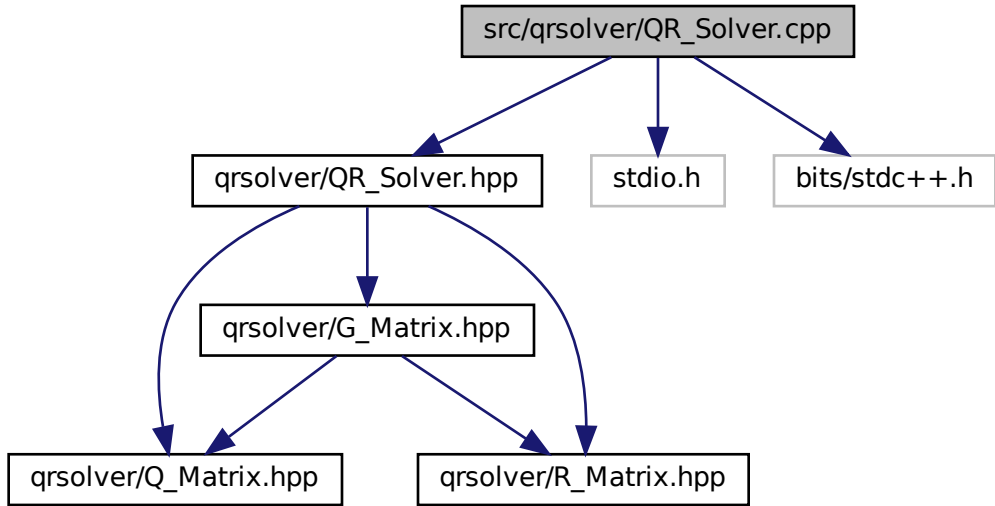 src/qrsolver/QR_Solver.cpp
qrsolver/QR_Solver.hpp
stdio.h
bits/stdc++.h
qrsolver/G_Matrix.hpp
qrsolver/Q_Matrix.hpp
qrsolver/R_Matrix.hpp